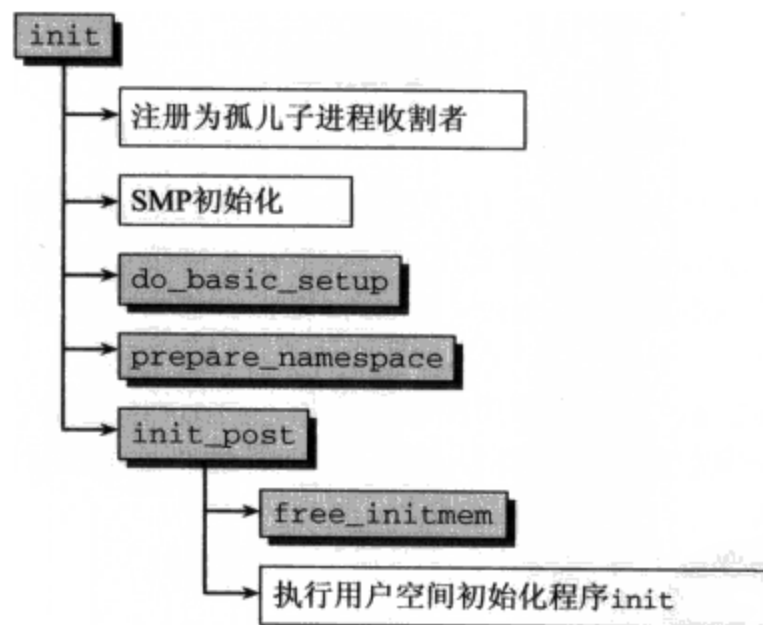 init
注册为孤儿子进程收割者
SMP初始化
do_basic_setup
prepare_namespace
init_post
free_initmem
执行用户空间初始化程序init